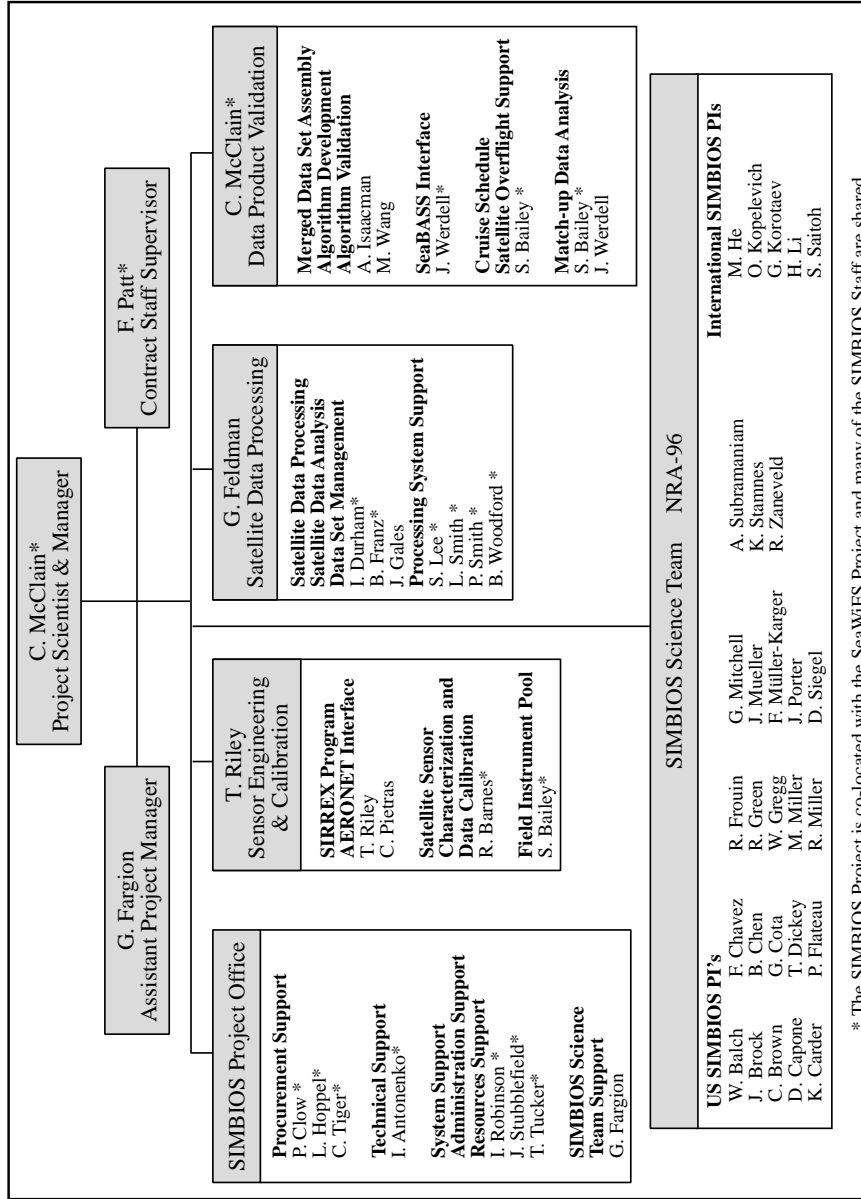 C. McClain*
Project Scientist & Manager
G. Fargion
Assistant Project Manager
F. Patt*
Contract Staff Supervisor
SIMBIOS Project Office
Procurement Support
P. Clow *
L. Hoppel*
C. Tiger*
Technical Support
I. Antonenko*
System Support
Administration Support
Resources Support
I. Robinson *
J. Stubblefield*
T. Tucker*
SIMBIOS Science
Team Support
G. Fargion
T. Riley
Sensor Engineering
& Calibration
SIRREX Program
AERONET Interface
T. Riley
C. Pietras
Satellite Sensor
Characterization and
Data Calibration
R. Barnes*
Field Instrument Pool
S. Bailey*
G. Feldman
Satellite Data Processing
Satellite Data Processing
Satellite Data Analysis
Data Set Management
I. Durham*
B. Franz*
J. Gales
Processing System Support
S. Lee *
L. Smith *
P. Smith *
B. Woodford *
C. McClain*
Data Product Validation
Merged Data Set Assembly
Algorithm Development
Algorithm Validation
A. Isaacman
M. Wang
SeaBASS Interface
J. Werdell*
Cruise Schedule
Satellite Overflight Support
S. Bailey *
Match-up Data Analysis
S. Bailey *
J. Werdell
SIMBIOS Science Team NRA-96
US SIMBIOS PI's
W. Balch
J. Brock
C. Brown
D. Capone
K. Carder
F. Chavez
B. Chen
G. Cota
T. Dickey
P. Flateau
R. Frouin
R. Green
W. Gregg
M. Miller
R. Miller
G. Mitchell
J. Mueller
F. Müller-Karger
J. Porter
D. Siegel
A. Subramaniam
K. Stamnes
R. Zaneveld
International SIMBIOS PIs
M. He
O. Kopelevich
G. Korotaev
H. Li
S. Saitoh
* The SIMBIOS Project is co-located with the SeaWiFS Project and many of the SIMBIOS Staff are shared